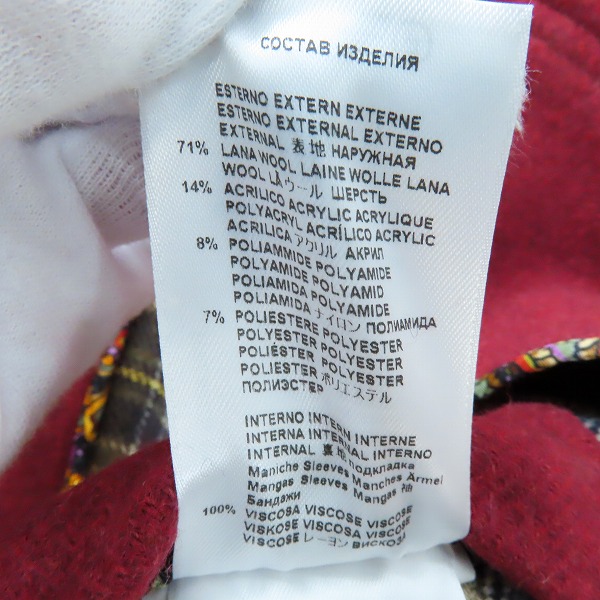 СОСТАВ ИЗДЕЛИЯ
ESTERNO EXTERN EXTERNE
ESTERNO EXTERNAL EXTERNO
EXTERNAL 表地 НАРУЖНАЯ
71% LANA WOOL LAINE WOLLE LANA
WOOL LÃ ウール ШЕРСТЬ
14% ACRILICO ACRYLIC ACRYLIQUE
POLYACRYL ACRÍLICO ACRYLIC
ACRILICA アクリル АКРИЛ
8% POLIAMMIDE POLYAMIDE
POLYAMIDE POLYAMID
POLIAMIDA POLYAMIDE
POLIAMIDA ナイロン ПОЛИАМИДА
7% POLIESTERE POLYESTER
POLYESTER POLYESTER
POLIÉSTER POLYESTER
POLIESTER ポリエステル
ПОЛИЭСТЕР
INTERNO INTERN INTERNE
INTERNA INTERNAL INTERNO
INTERNAL 裏地 ПОДКЛАДКА
Maniche Sleeves Manches Ärmel
Mangas Sleeves Mangas 袖
Бандажи
100% VISCOSA VISCOSE VISCOSE
VISKOSE VISCOSA VISCOSE
VISCOSE レーヨン ВИСКОЗА